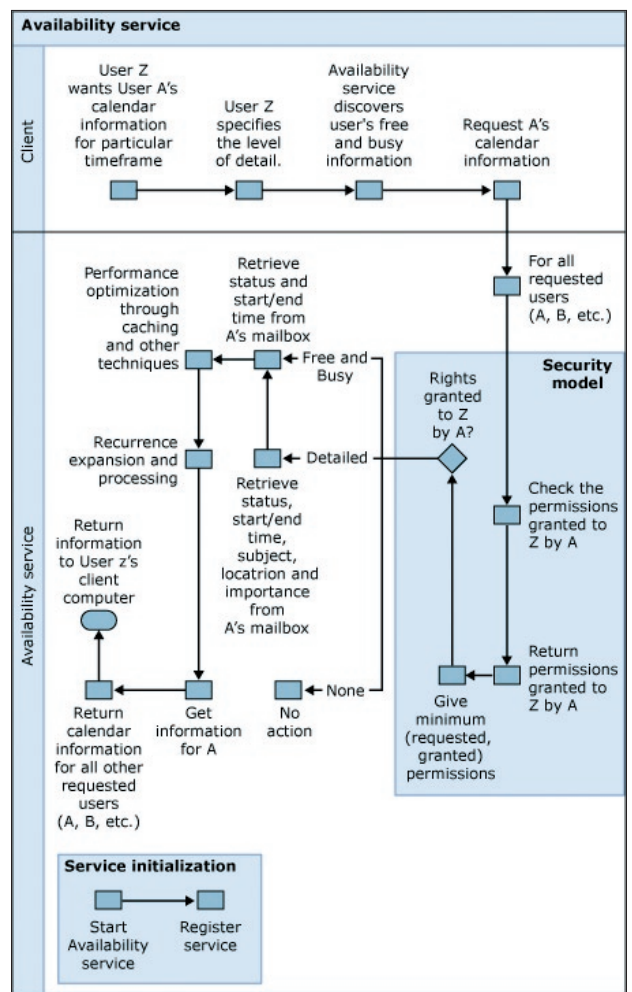 Availability service
Client
User Z
wants User A's
calendar
information
for particular
timeframe
User Z
specifies
the level
of detail.
Availability
service
discovers
user's free
and busy
information
Request A's
calendar
information
Availability service
For all
requested
users
(A, B, etc.)
Performance
optimization
through
caching
and other
techniques
Retrieve
status and
start/end
time from
A's mailbox
Free and
Busy
Security
model
Rights
granted
to Z
by A?
Recurrence
expansion and
processing
Detailed
Retrieve
status,
start/end
time,
subject,
locatrion and
importance
from
A's mailbox
Check the
permissions
granted to
Z by A
Return
information
to User z's
client
computer
Return
permissions
granted to
Z by A
Give
minimum
(requested,
granted)
permissions
None
No
action
Get
information
for A
Return
calendar
information
for all other
requested
users
(A, B, etc.)
Service initialization
Start
Availability
service
Register
service